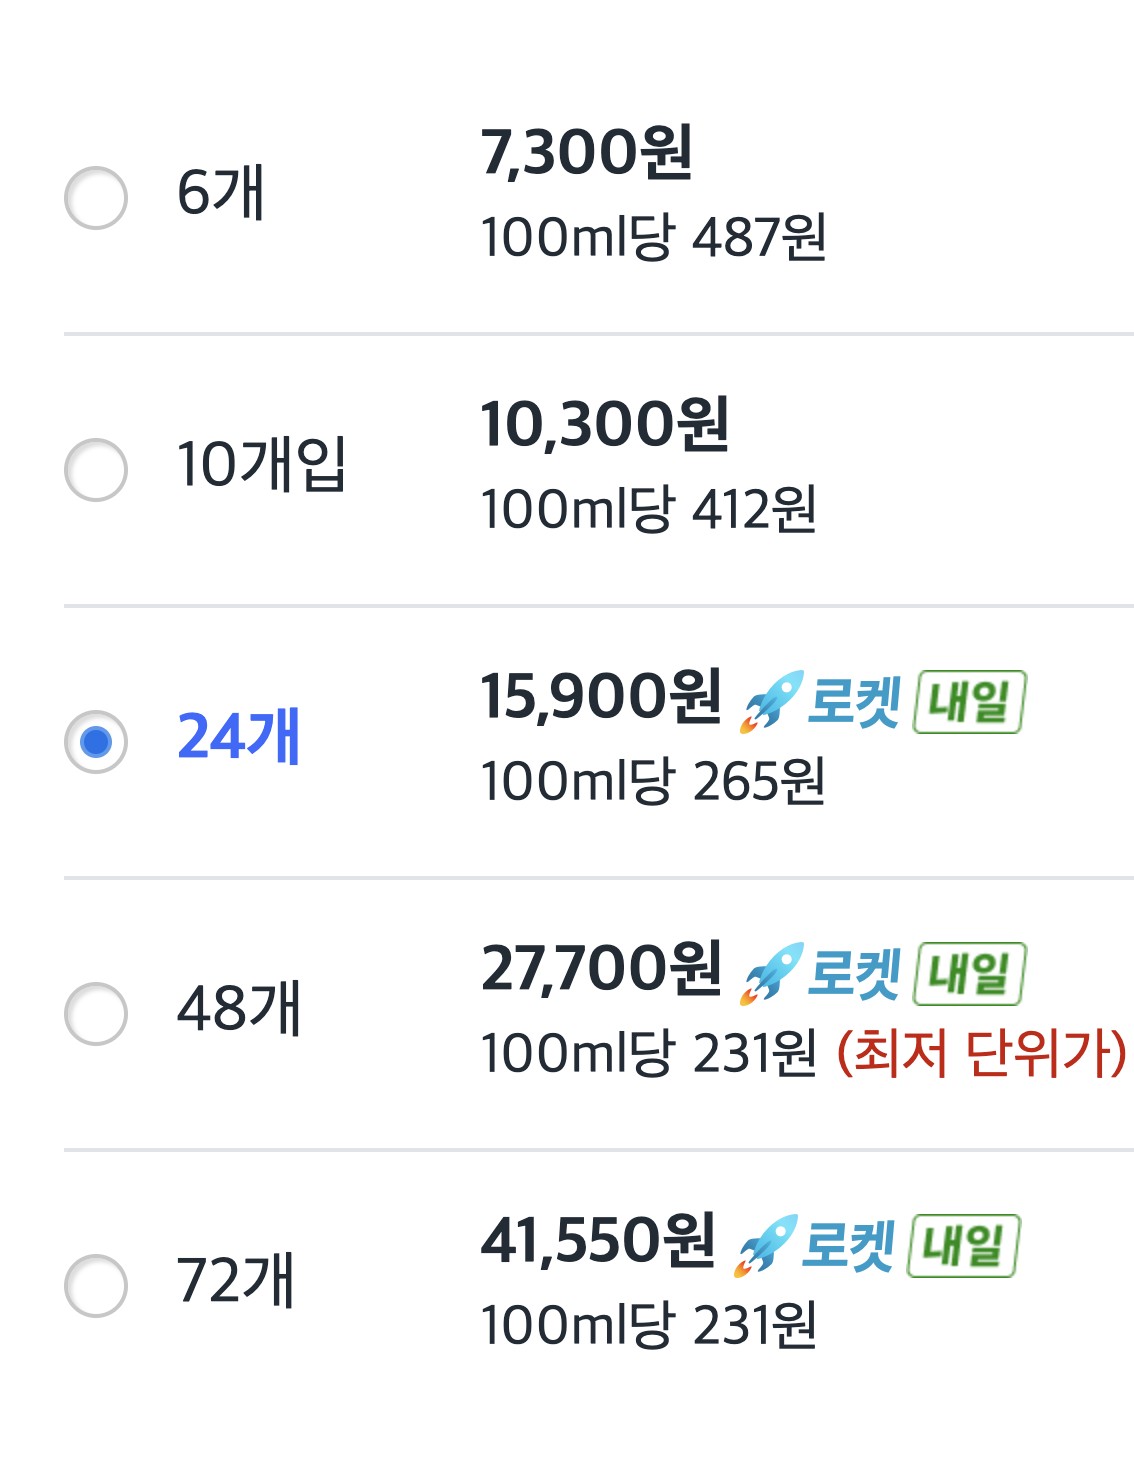 6개
7,300원
100ml당 487원
10개입
10,300원
100ml당 412원
24개
15,900원 로켓 내일
100ml당 265원
48개
27,700원 로켓 내일
100ml당 231원 (최저 단위가)
72개
41,550원 로켓 내일
100ml당 231원